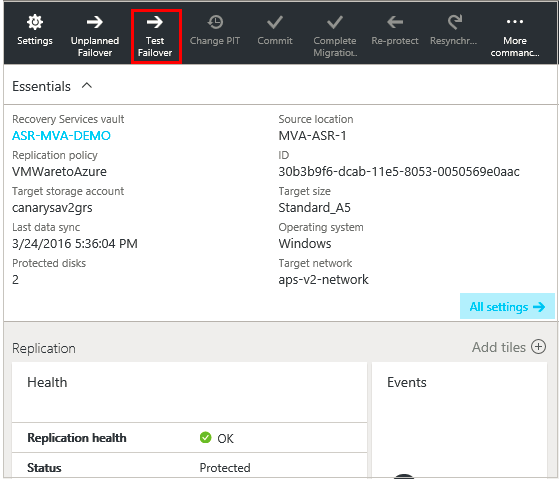 Settings
Unplanned Failover
Test Failover
Change PIT
Commit
Complete Migratio..
Re-protect
Resynchr...
More commanc...
Essentials
Recovery Services vault
ASR-MVA-DEMO
Source location
MVA-ASR-1
Replication policy
VMWaretoAzure
ID
30b3b9f6-dcab-11e5-8053-0050569e0aac
Target storage account
canarysav2grs
Target size
Standard_A5
Last data sync
3/24/2016 5:36:04 PM
Operating system
Windows
Protected disks
2
Target network
aps-v2-network
All settings
Replication
Add tiles
Health
Events
Replication health
OK
Status
Protected